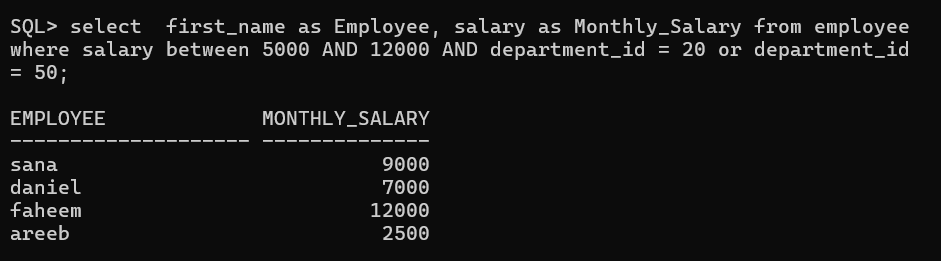 SQL> select  first_name as Employee, salary as Monthly_Salary from employee
where salary between 5000 AND 12000 AND department_id = 20 or department_id
= 50;

EMPLOYEE             MONTHLY_SALARY
-------------------- --------------
sana                           9000
daniel                         7000
faheem                        12000
areeb                          2500